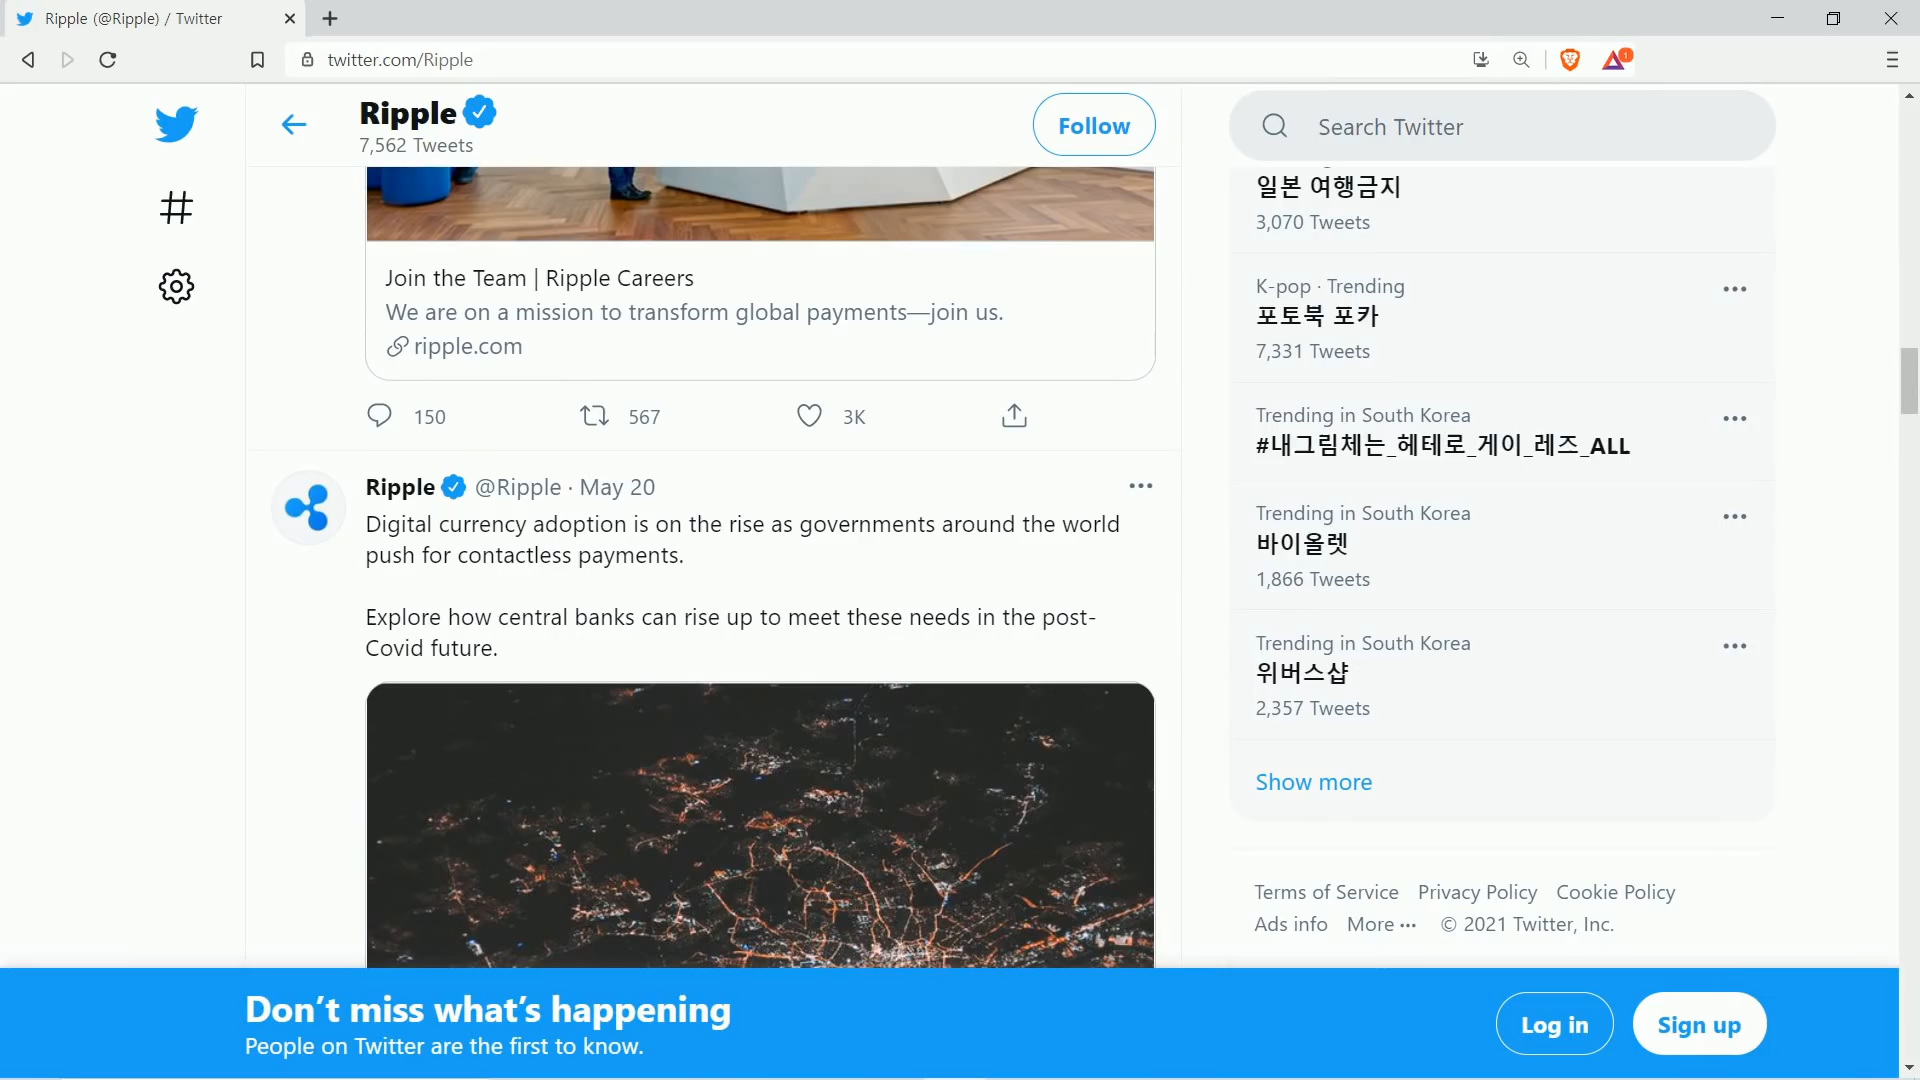 Ripple (@Ripple) / Twitter
twitter.com/Ripple
1
Ripple
7,562 Tweets
Follow
Join the Team | Ripple Careers
We are on a mission to transform global payments—join us.
ripple.com
150 567 3K
Ripple @Ripple · May 20
Digital currency adoption is on the rise as governments around the world
push for contactless payments.
Explore how central banks can rise up to meet these needs in the post-
Covid future.
Search Twitter
일본 여행금지
3,070 Tweets
K-pop · Trending
포토북 포카
7,331 Tweets
Trending in South Korea
#내그림체는_헤테로_게이_레즈_ALL
Trending in South Korea
바이올렛
1,866 Tweets
Trending in South Korea
위버스샵
2,357 Tweets
Show more
Terms of Service Privacy Policy Cookie Policy
Ads info More ··· © 2021 Twitter, Inc.
Don’t miss what’s happening
People on Twitter are the first to know.
Log in
Sign up